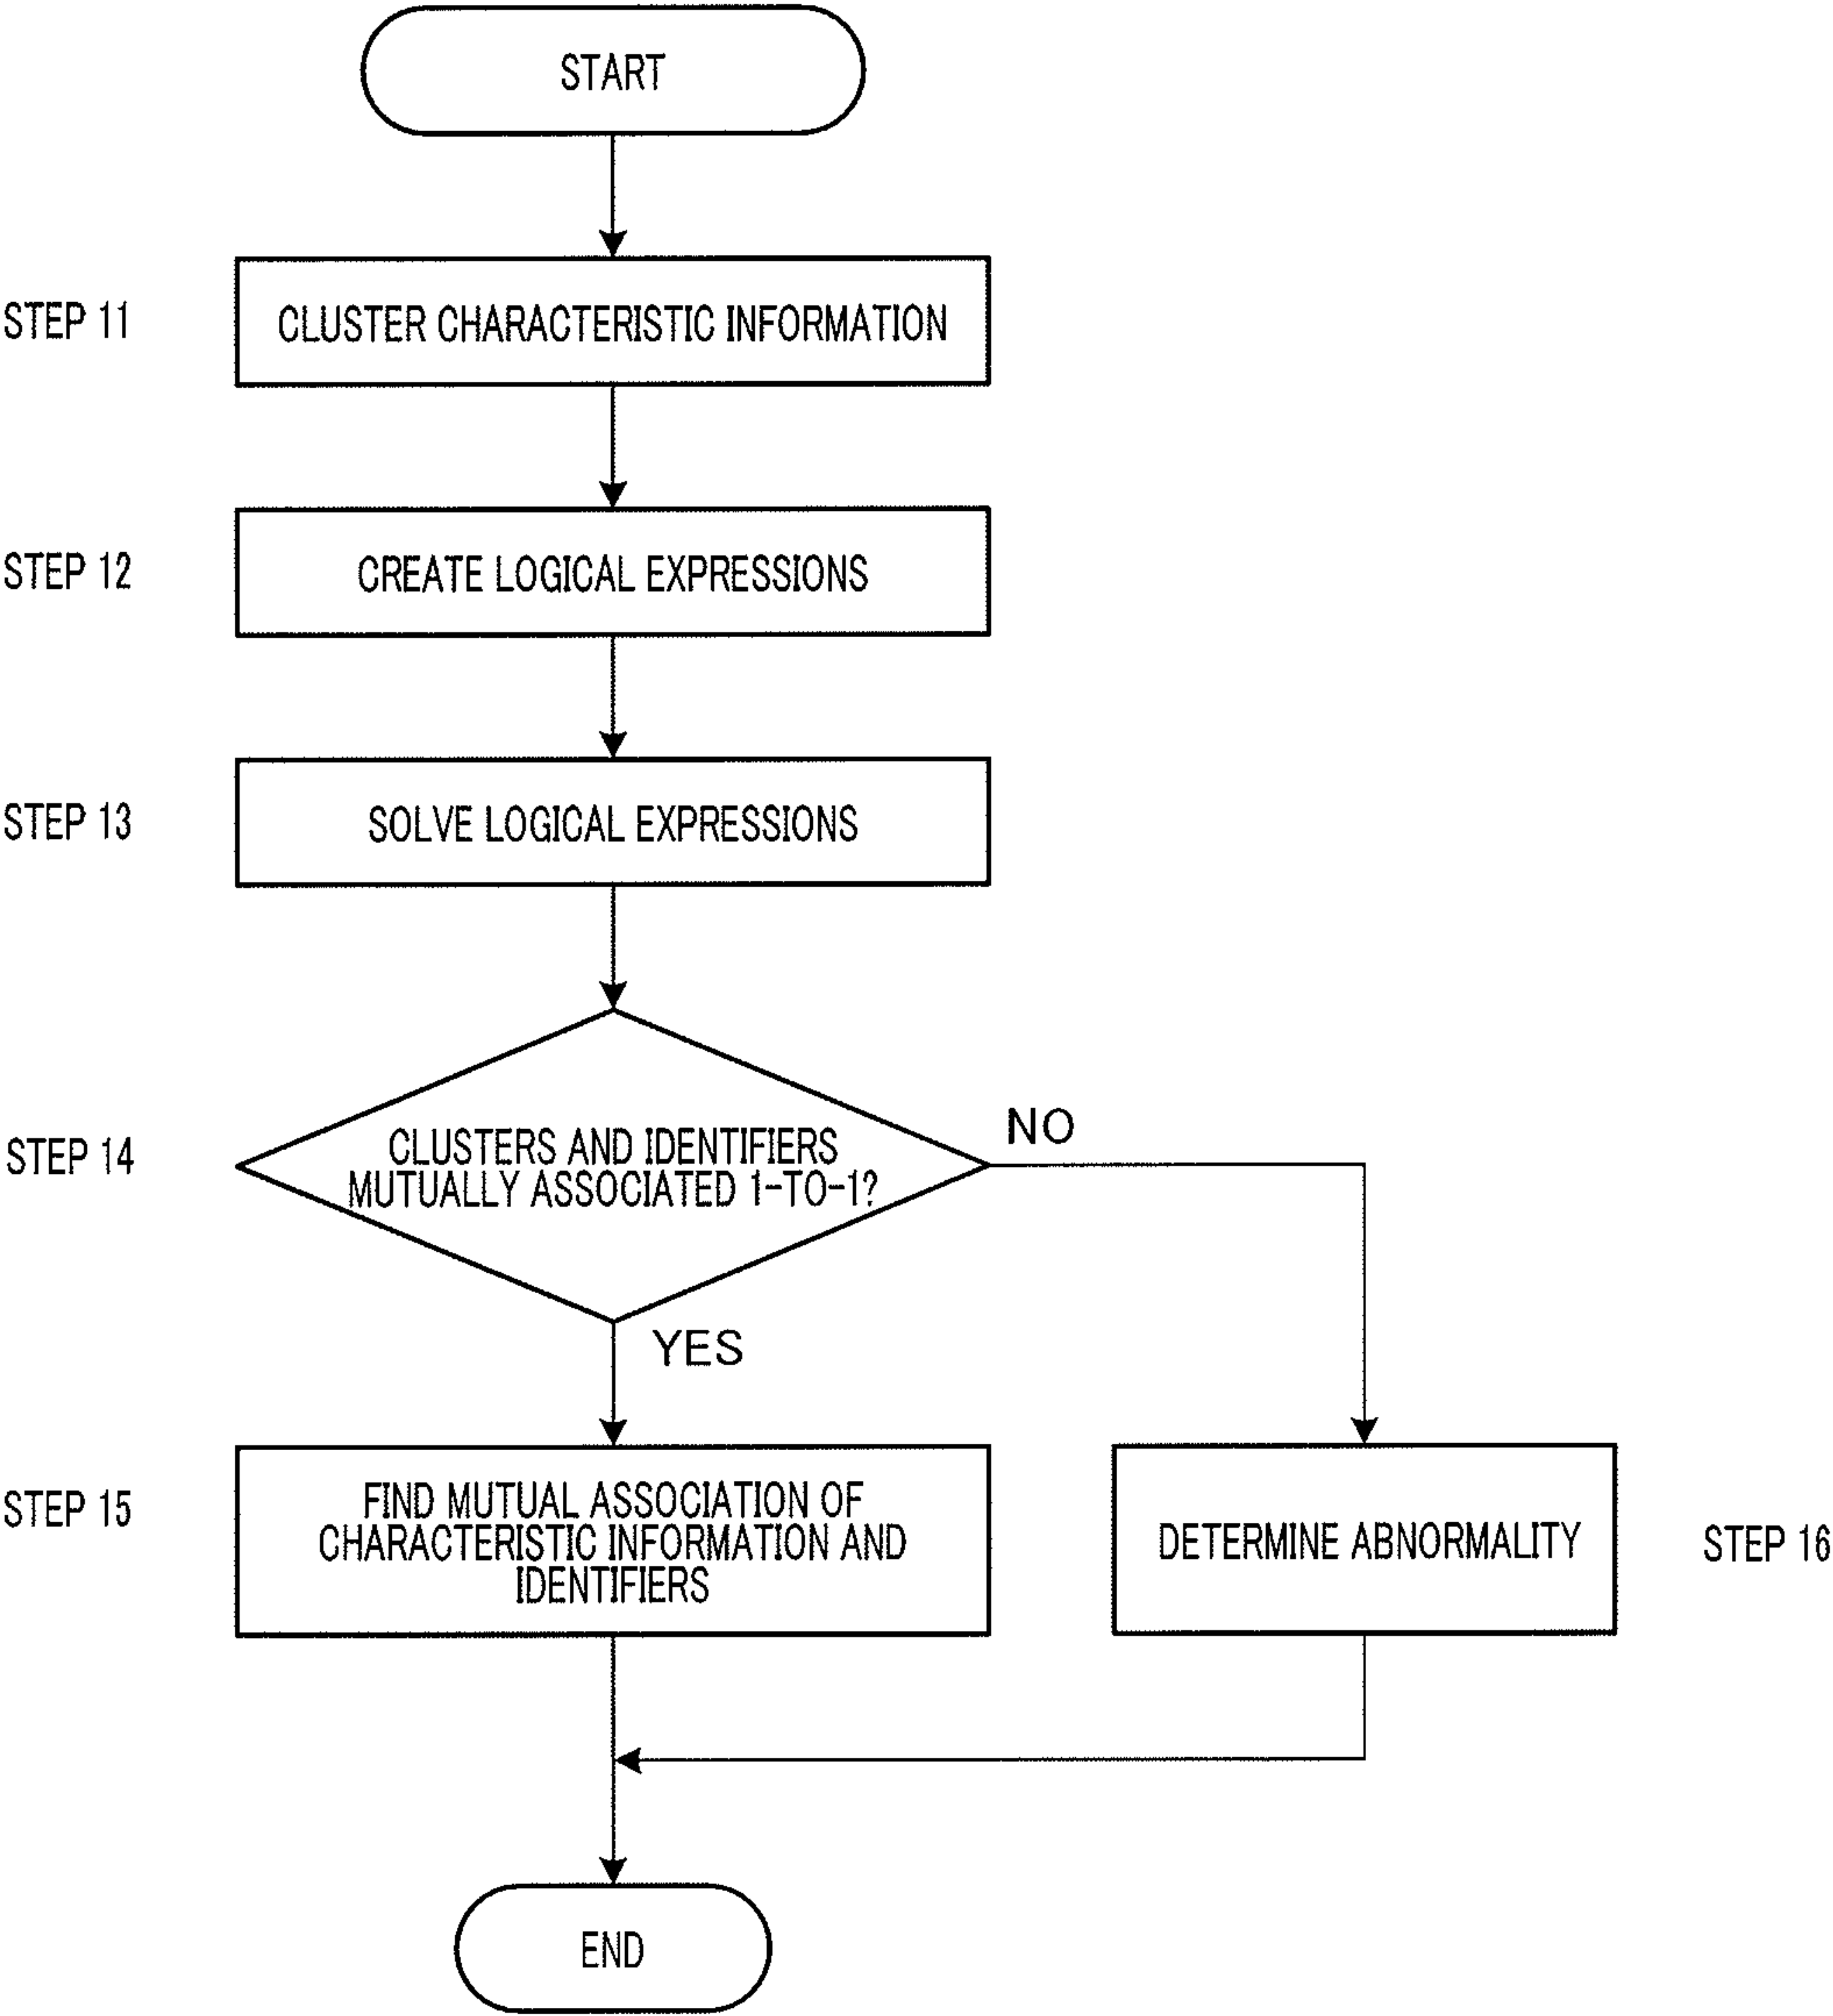 START
STEP 11
CLUSTER CHARACTERISTIC INFORMATION
STEP 12
CREATE LOGICAL EXPRESSIONS
STEP 13
SOLVE LOGICAL EXPRESSIONS
STEP 14
CLUSTERS AND IDENTIFIERS
MUTUALLY ASSOCIATED 1-TO-1?
NO
YES
STEP 15
FIND MUTUAL ASSOCIATION OF
CHARACTERISTIC INFORMATION AND
IDENTIFIERS
DETERMINE ABNORMALITY
STEP 16
END